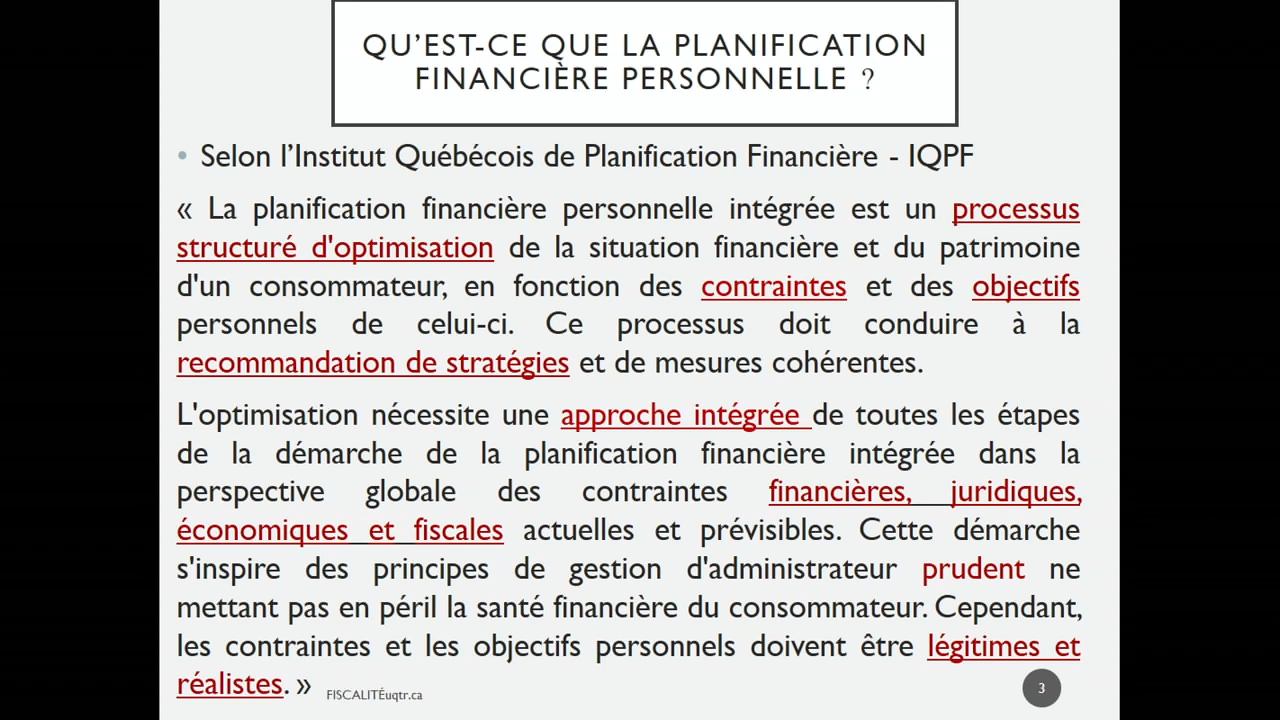 QU'EST-CE QUE LA PLANIFICATION
FINANCIÈRE PERSONNELLE ?
• Selon l'Institut Québécois de Planification Financière - IQPF
« La planification financière personnelle intégrée est un processus
structuré d'optimisation de la situation financière et du patrimoine
d'un consommateur, en fonction des contraintes et des objectifs
personnels de celui-ci. Ce processus doit conduire à la
recommandation de stratégies et de mesures cohérentes.
L'optimisation nécessite une approche intégrée de toutes les étapes
de la démarche de la planification financière intégrée dans la
perspective globale des contraintes financières, juridiques,
économiques et fiscales actuelles et prévisibles. Cette démarche
s'inspire des principes de gestion d'administrateur prudent ne
mettant pas en péril la santé financière du consommateur. Cependant,
les contraintes et les objectifs personnels doivent être légitimes et
réalistes. »
FISCALITÉuqtr.ca
3